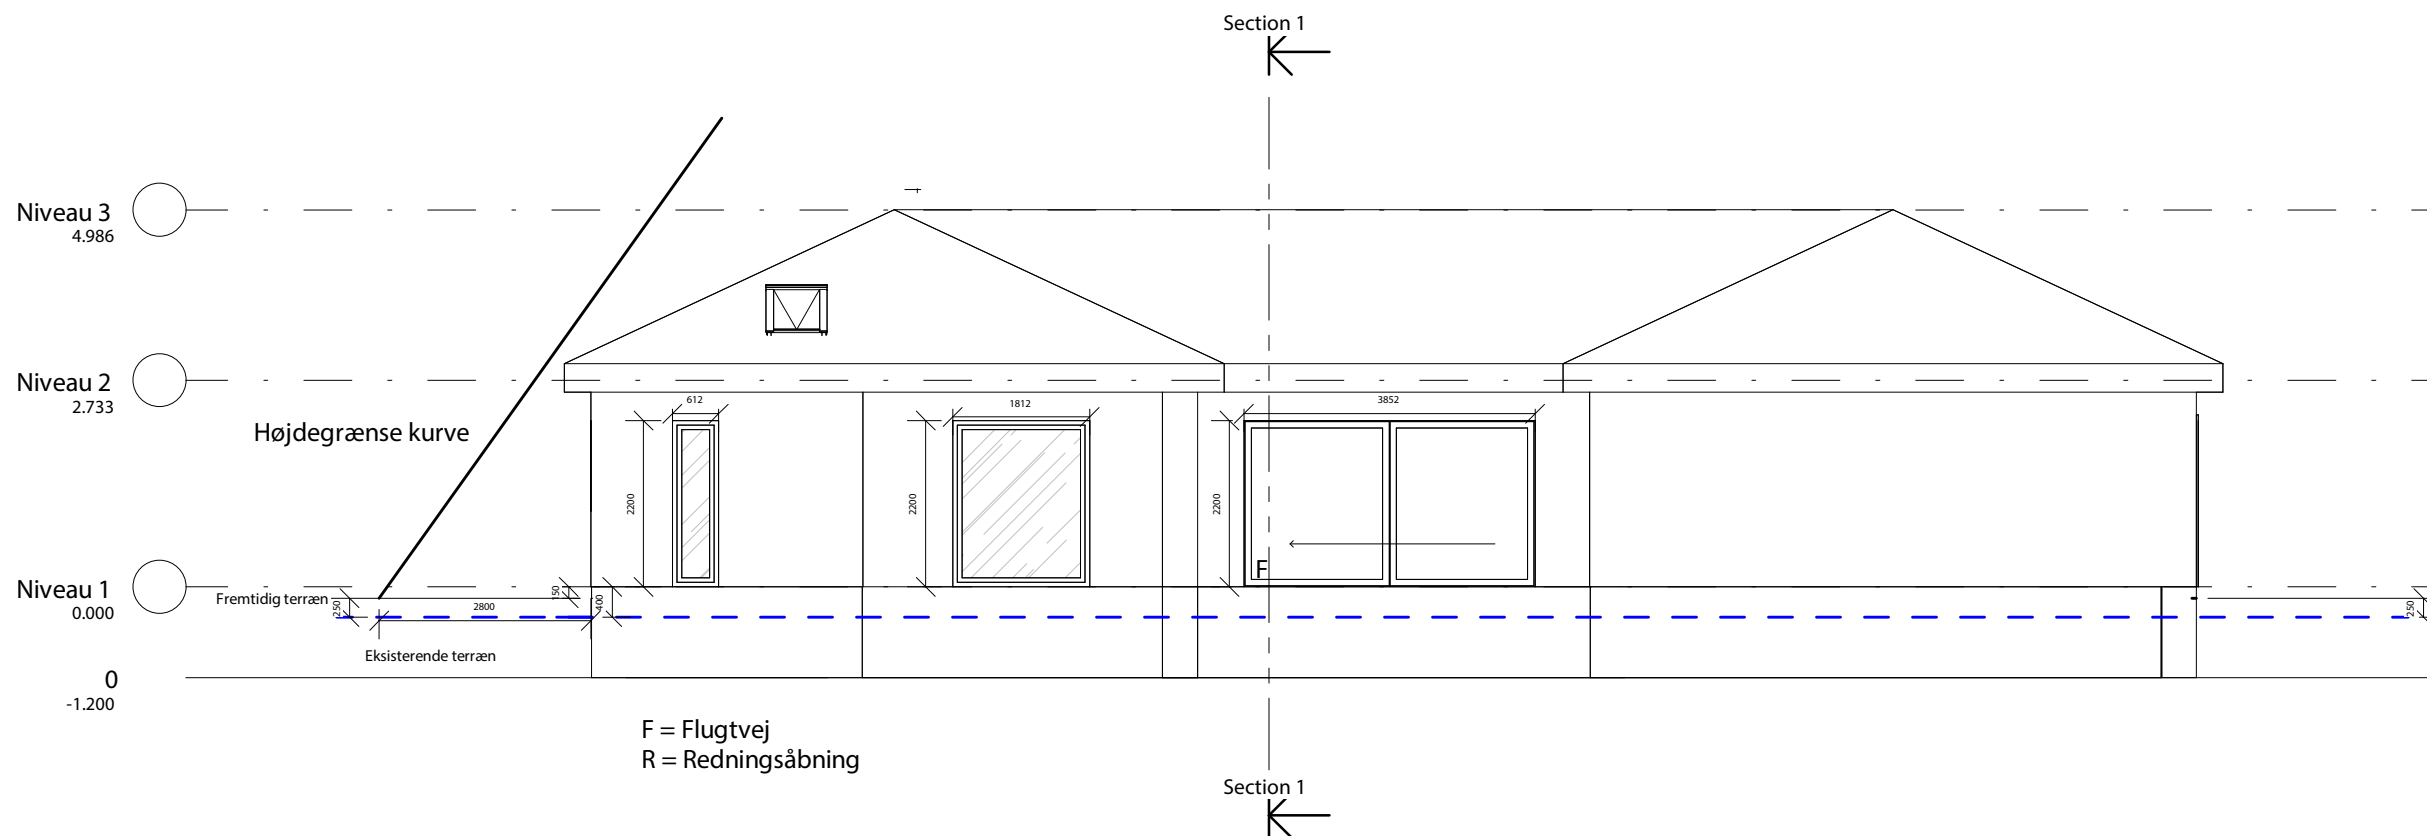 Section 1
Niveau 3
4.986
Niveau 2
2.733
Højdegrænse kurve
612
1812
3852
2200
2200
2200
F
Niveau 1
0.000
Fremtidig terræn
250
2800
150
400
250
Eksisterende terræn
0
-1.200
F = Flugtvej
R = Redningsåbning
Section 1